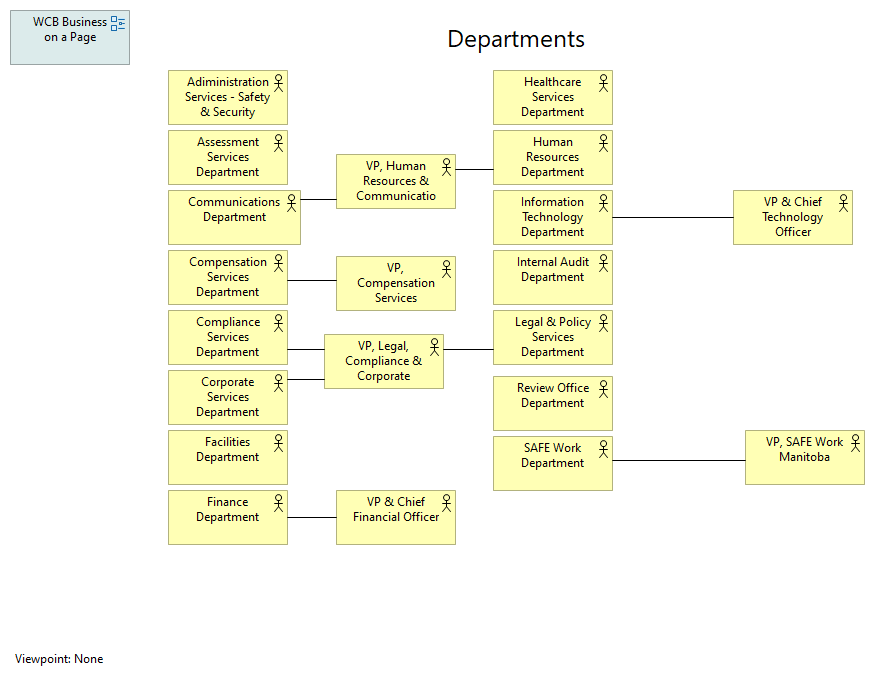 WCB Business
on a Page
Departments
Adiministration
Services - Safety
& Security
Assessment
Services
Department
Communications
Department
Compensation
Services
Department
Compliance
Services
Department
Corporate
Services
Department
Facilities
Department
Finance
Department
VP, Human
Resources &
Communicatio
VP,
Compensation
Services
VP, Legal,
Compliance &
Corporate
VP & Chief
Financial Officer
Healthcare
Services
Department
Human
Resources
Department
Information
Technology
Department
Internal Audit
Department
Legal & Policy
Services
Department
Review Office
Department
SAFE Work
Department
VP & Chief
Technology
Officer
VP, SAFE Work
Manitoba
Viewpoint: None